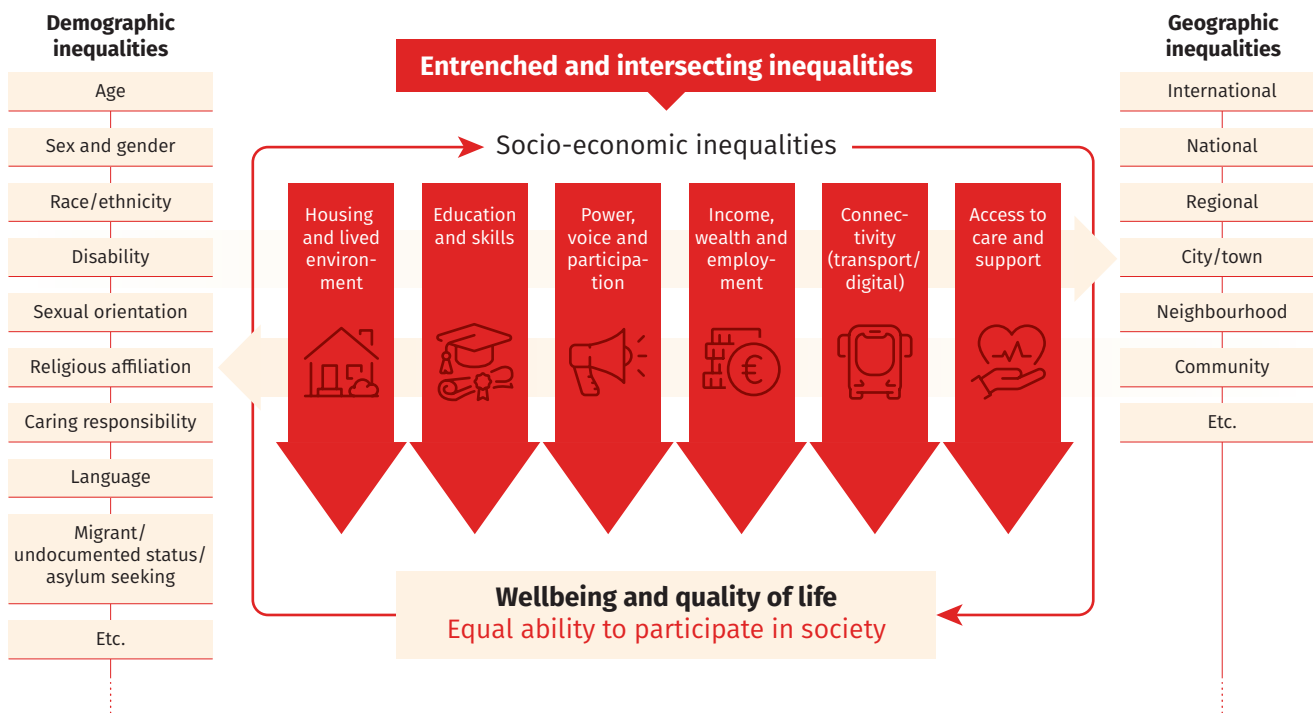 Demographic
inequalities
Age
Sex and gender
Race/ethnicity
Disability
Sexual orientation
Religious affiliation
Caring responsibility
Language
Migrant/
undocumented status/
asylum seeking
Etc.
Entrenched and intersecting inequalities
Socio-economic inequalities
Housing
and lived
environ-
ment
Education
and skills
Power,
voice and
participa-
tion
Income,
wealth and
employ-
ment
€
Connec-
tivity
(transport/
digital)
Access to
care and
support
Wellbeing and quality of life
Equal ability to participate in society
Geographic
inequalities
International
National
Regional
City/town
Neighbourhood
Community
Etc.